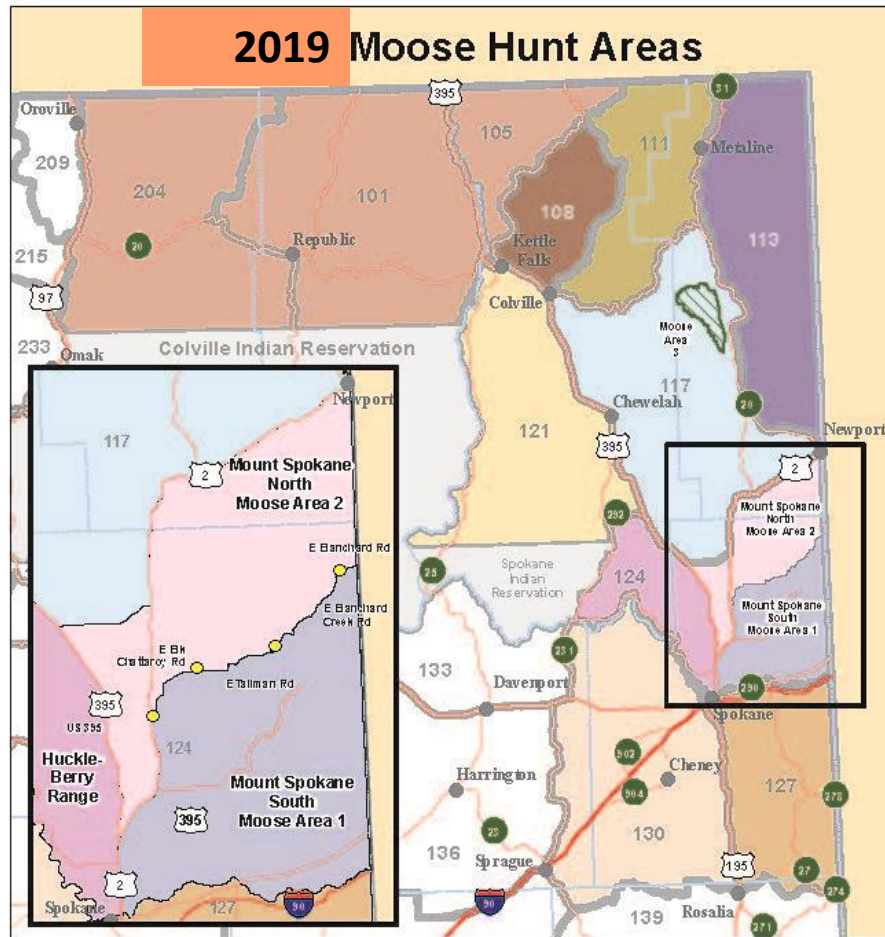 2019 Moose Hunt Areas
395
31
Oroville
209
105
111
Metaline
204
101
108
113
20
Republic
Kettle
Falls
215
97
Colville
233
Omak
Colville Indian Reservation
Moose
Area
3
117
20
Chewelah
395
121
Newport
2
Mount Spokane
North
Moose Area 2
292
Spokane
Indian
Reservation
25
124
Mount Spokane
South
Moose Area 1
231
133
Davenport
290
Spokane
902
Cheney
904
Harrington
127
278
130
136
23
Sprague
195
27
274
90
139
Rosalia
271
Newport
117
2
Mount Spokane
North
Moose Area 2
E Blanchard Rd
E Blanchard
Creek Rd
E Elk
Chattaroy Rd
E Tallman Rd
395
US 395
124
Huckle-
Berry
Range
Mount Spokane
South
Moose Area 1
395
2
Spokane
127
90